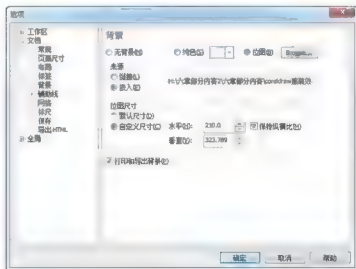 选项
工作区
文档
常规
页面尺寸
布局
标签
背景
辅助线
网格
标尺
保存
导出HTML
全局
背景
无背景(N) 纯色(S) 位图(B)
来源
链接(L)
嵌入(E)
位图尺寸
默认尺寸(D)
自定义尺寸(C) 水平(H): 210.0 保持纵横比(M)
垂直(V): 323.789
打印和导出背景(P)
确定 取消 帮助